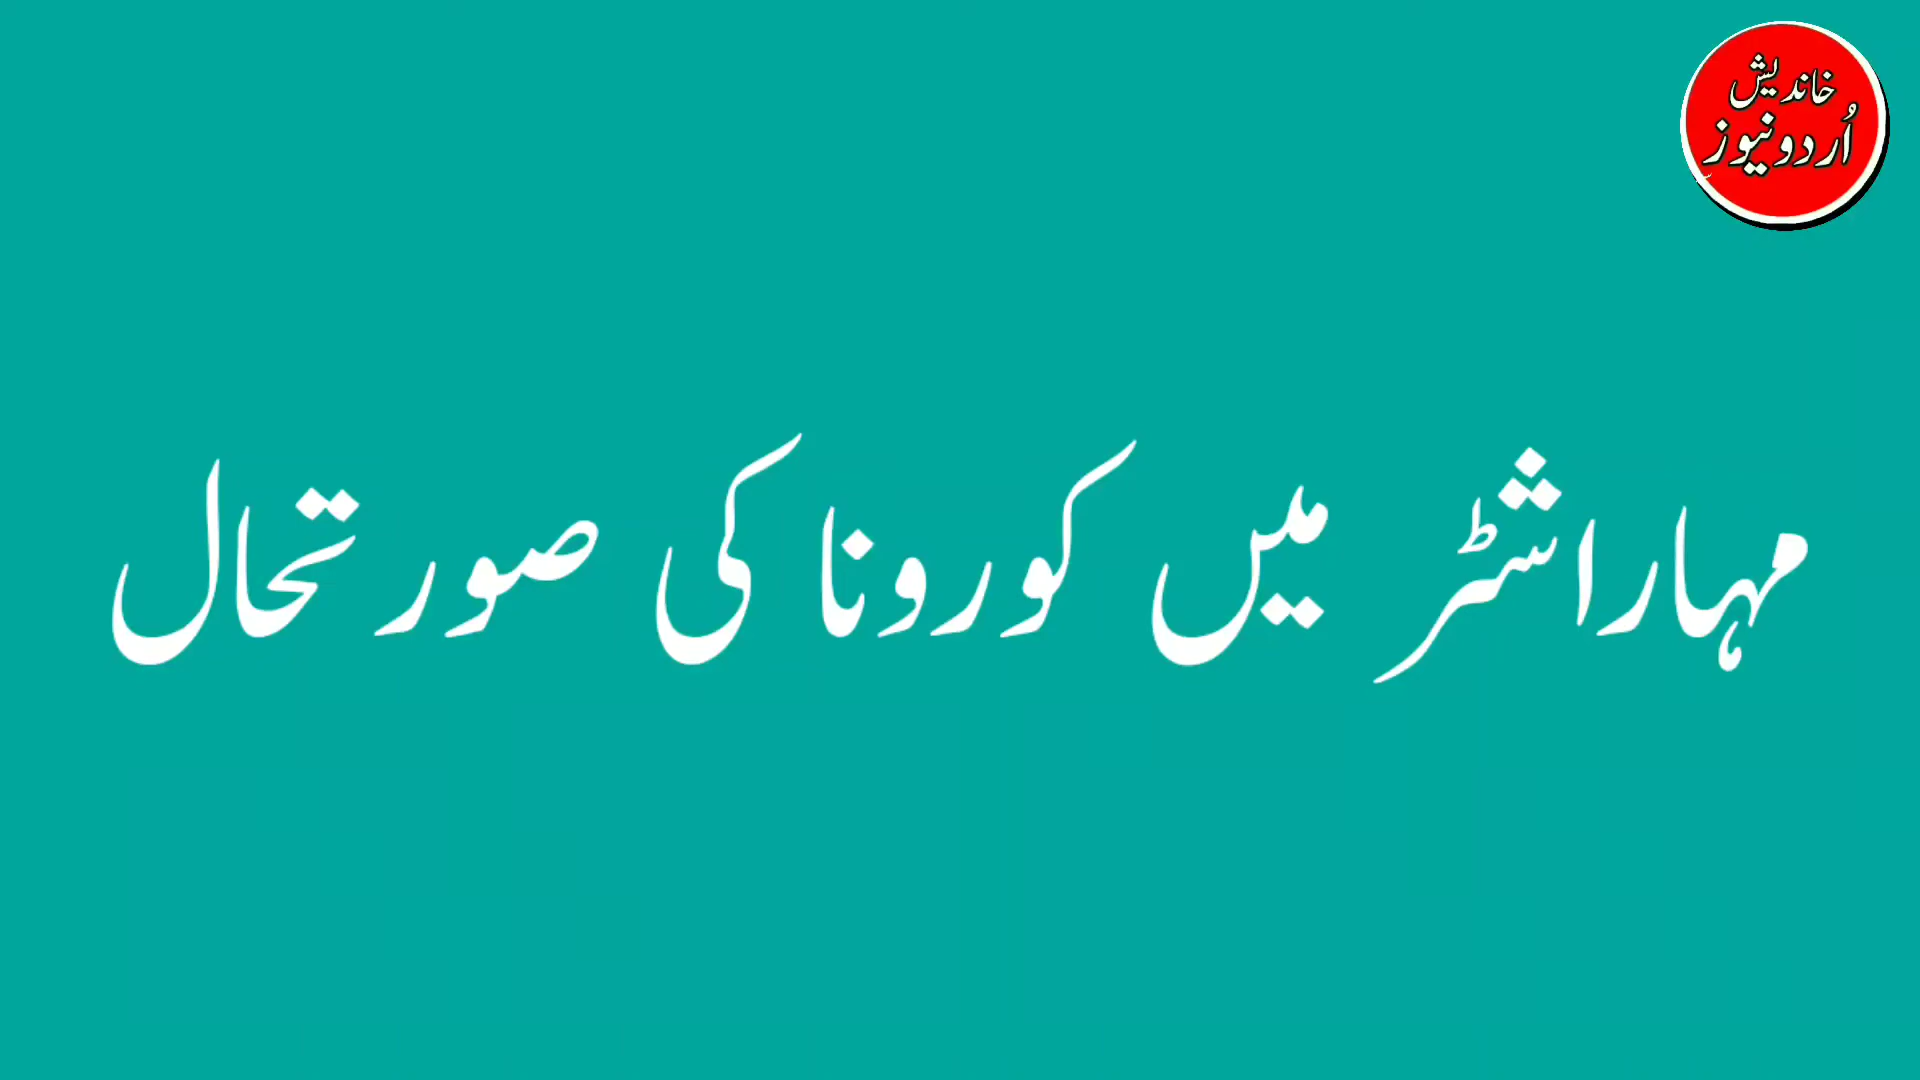 خاندیش
اُردو نیوز
مہاراشٹر میں کورونا کی صورتحال